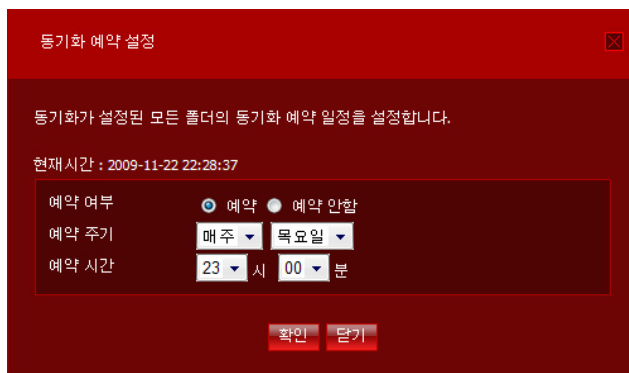 동기화 예약 설정
동기화가 설정된 모든 폴더의 동기화 예약 일정을 설정합니다.
현재시간 : 2009-11-22 22:28:37
예약 여부 예약 예약 안함
예약 주기 매주 목요일
예약 시간 23 시 00 분
확인 닫기